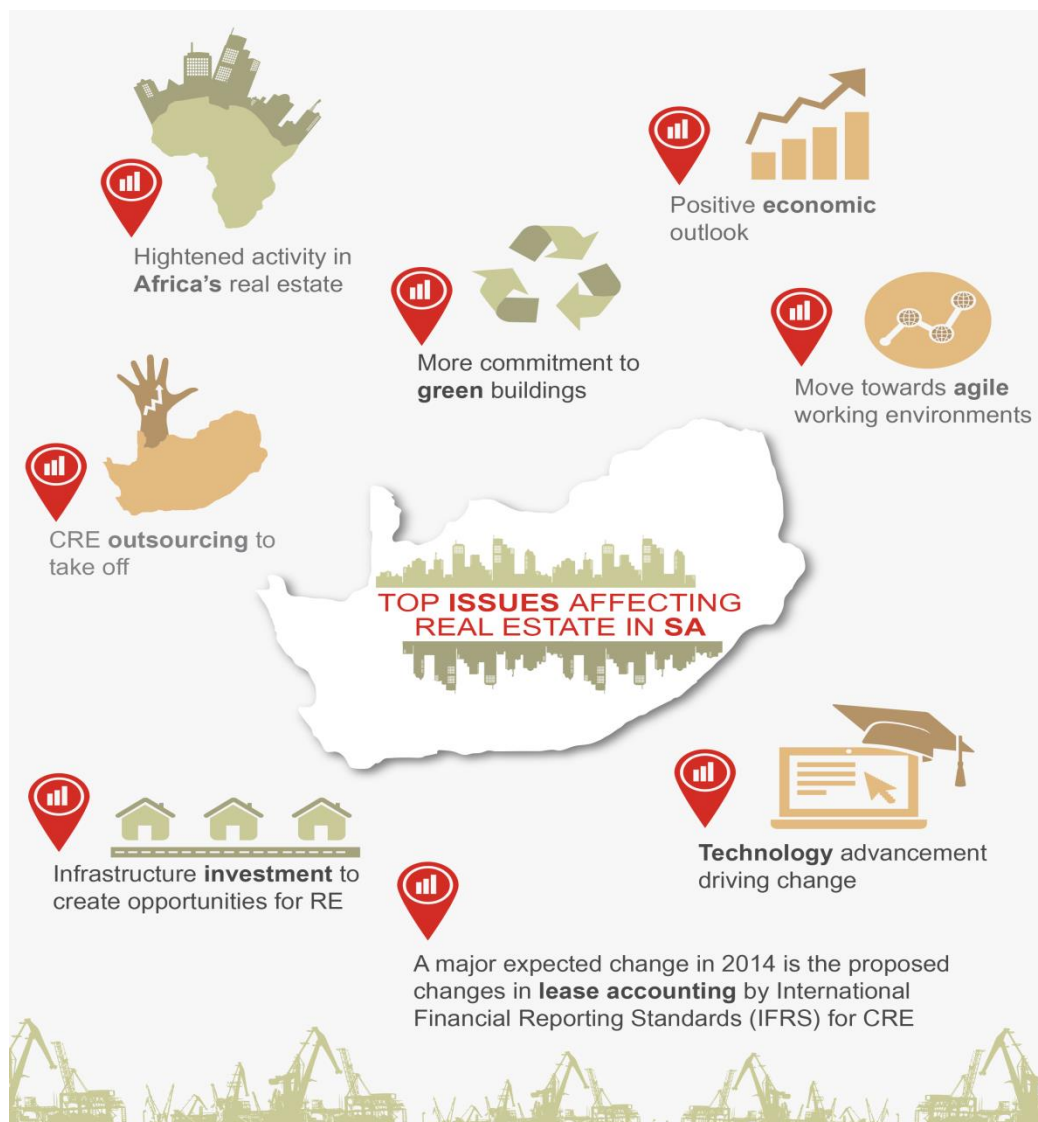 Hightened activity in
Africa's real estate
Positive economic
outlook
More commitment to
green buildings
Move towards agile
working environments
CRE outsourcing to
take off
TOP ISSUES AFFECTING
REAL ESTATE IN SA
Infrastructure investment to
create opportunities for RE
Technology advancement
driving change
A major expected change in 2014 is the proposed
changes in lease accounting by International
Financial Reporting Standards (IFRS) for CRE